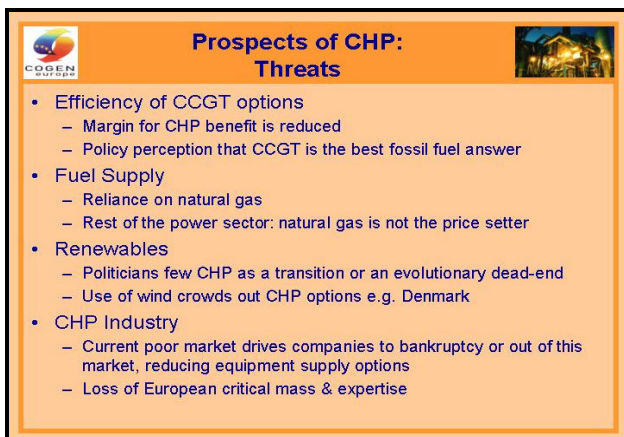 COGEN
europe
Prospects of CHP:
Threats
• Efficiency of CCGT options
– Margin for CHP benefit is reduced
– Policy perception that CCGT is the best fossil fuel answer
• Fuel Supply
– Reliance on natural gas
– Rest of the power sector: natural gas is not the price setter
• Renewables
– Politicians few CHP as a transition or an evolutionary dead-end
– Use of wind crowds out CHP options e.g. Denmark
• CHP Industry
– Current poor market drives companies to bankruptcy or out of this
market, reducing equipment supply options
– Loss of European critical mass & expertise